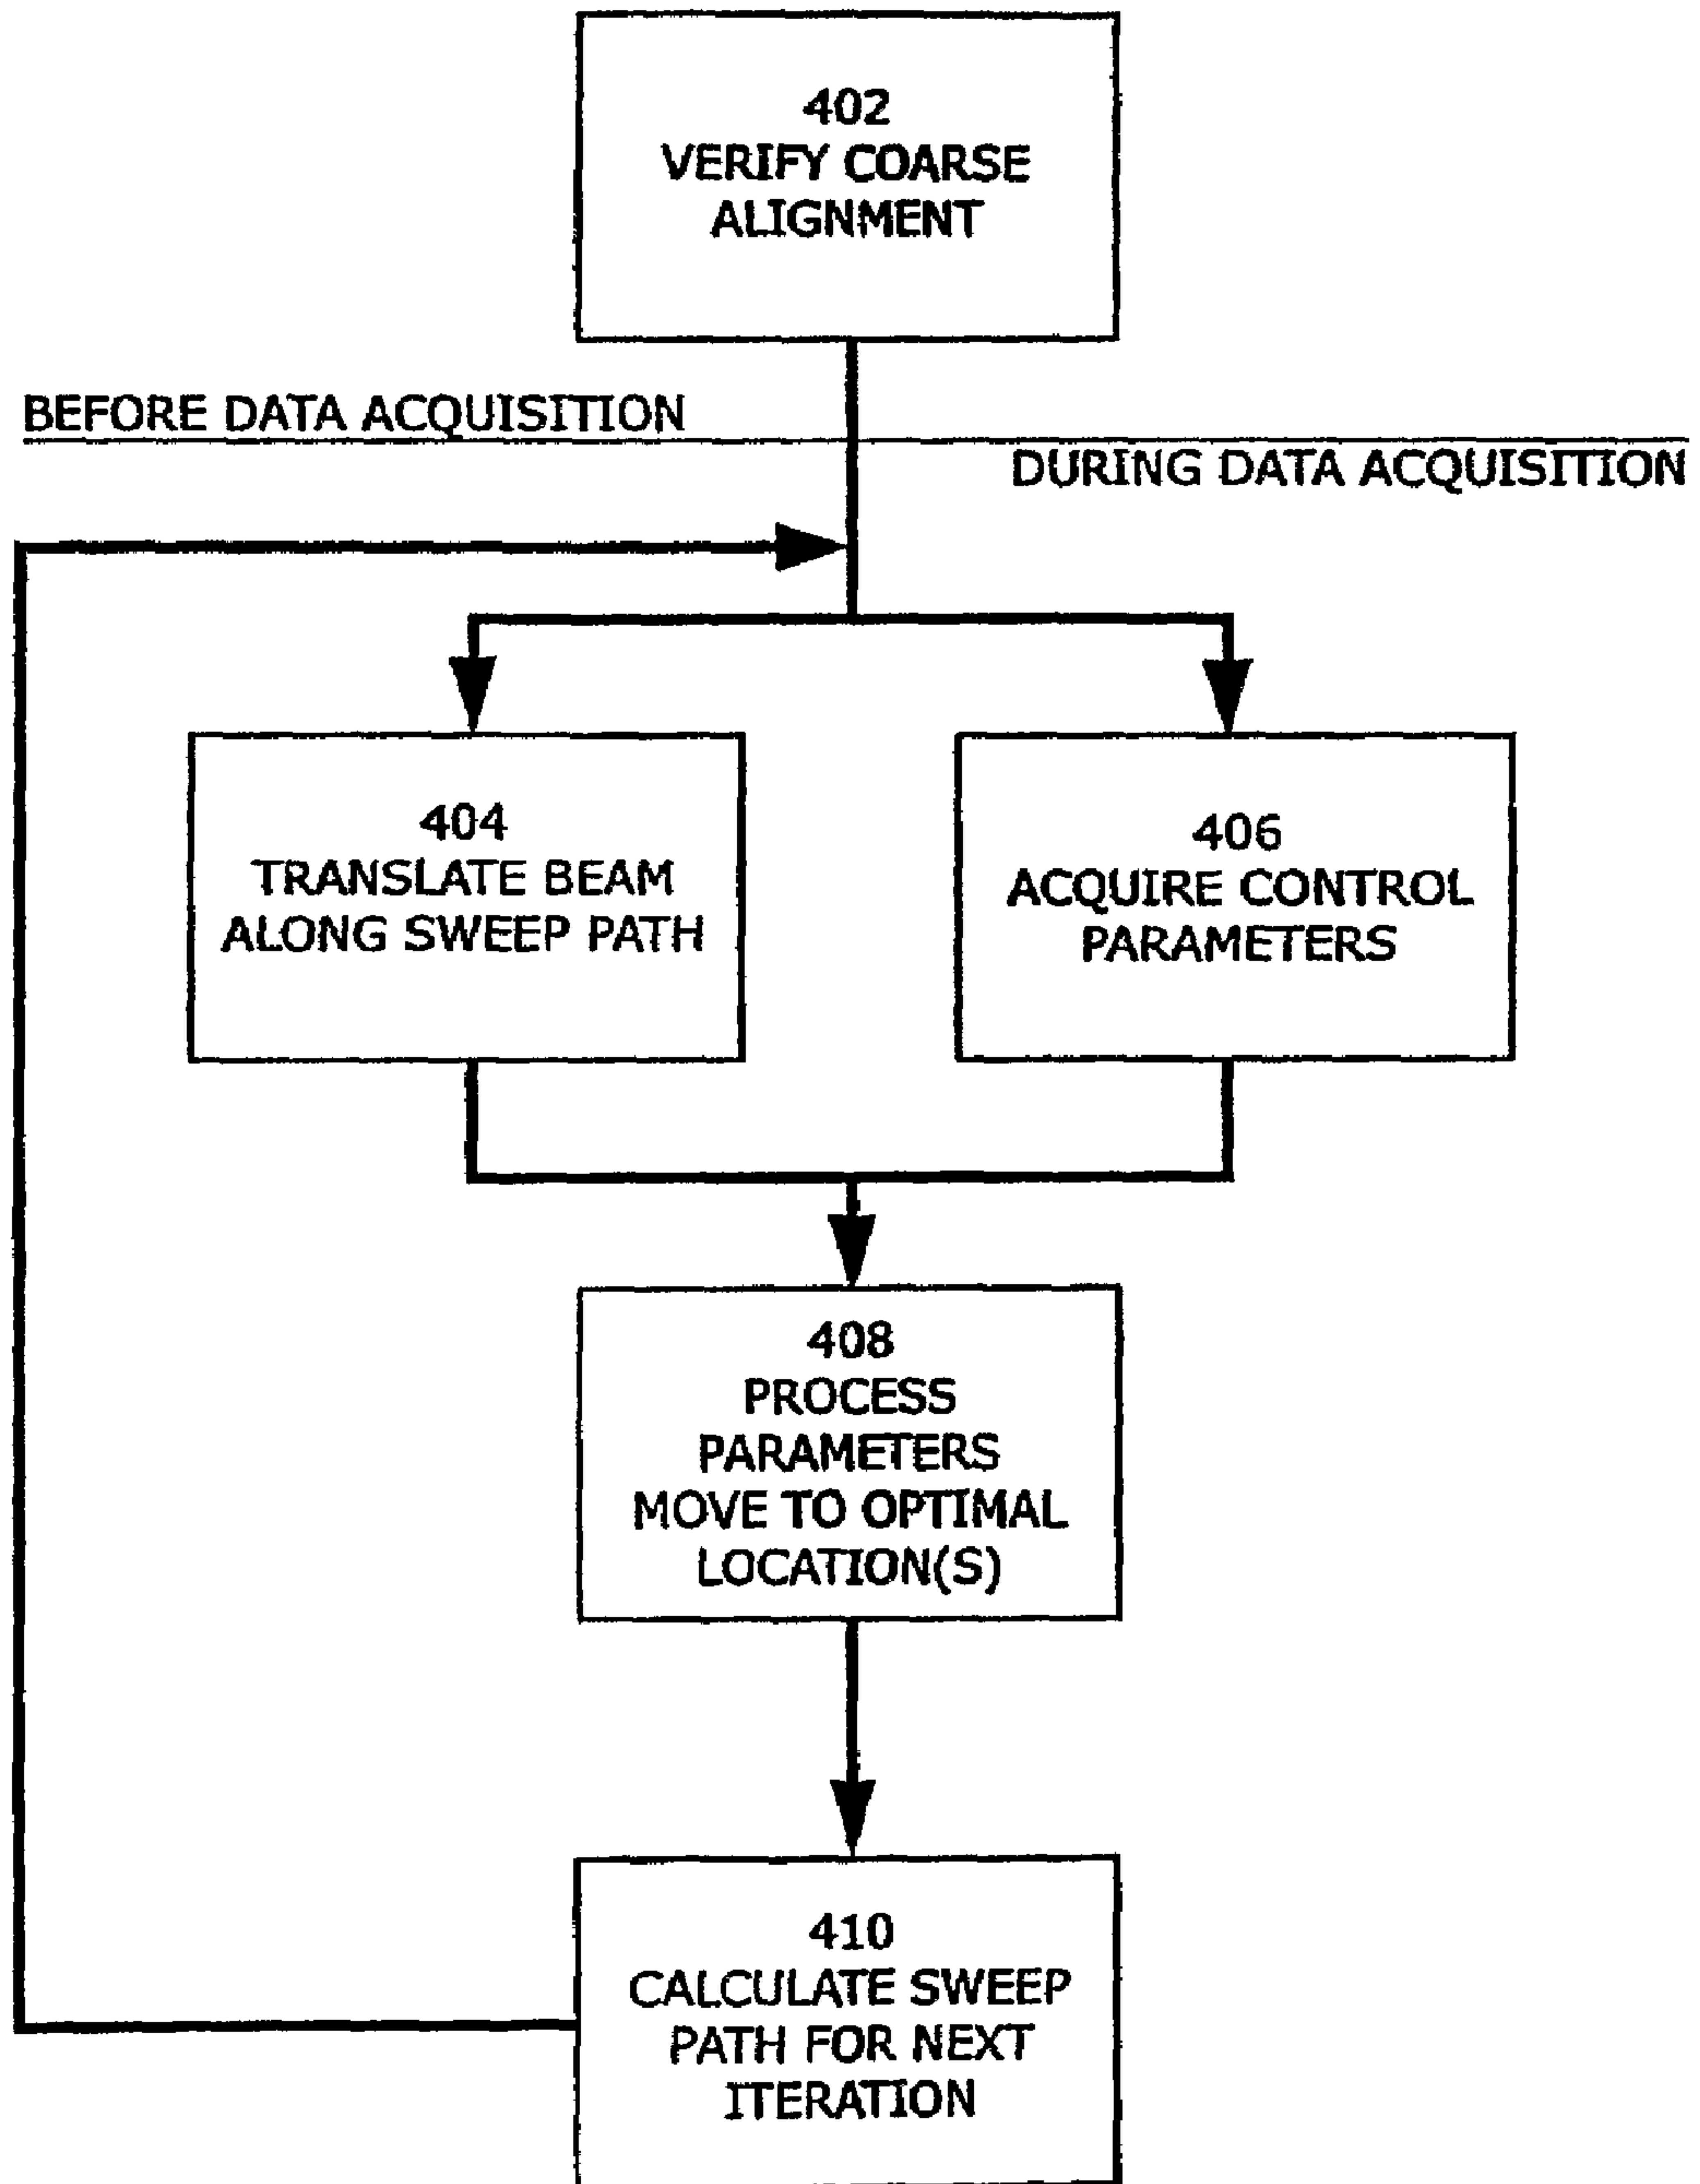 402
VERIFY COARSE
ALIGNMENT
BEFORE DATA ACQUISITION
DURING DATA ACQUISITION
404
TRANSLATE BEAM
ALONG SWEEP PATH
406
ACQUIRE CONTROL
PARAMETERS
408
PROCESS
PARAMETERS
MOVE TO OPTIMAL
LOCATION(S)
410
CALCULATE SWEEP
PATH FOR NEXT
ITERATION